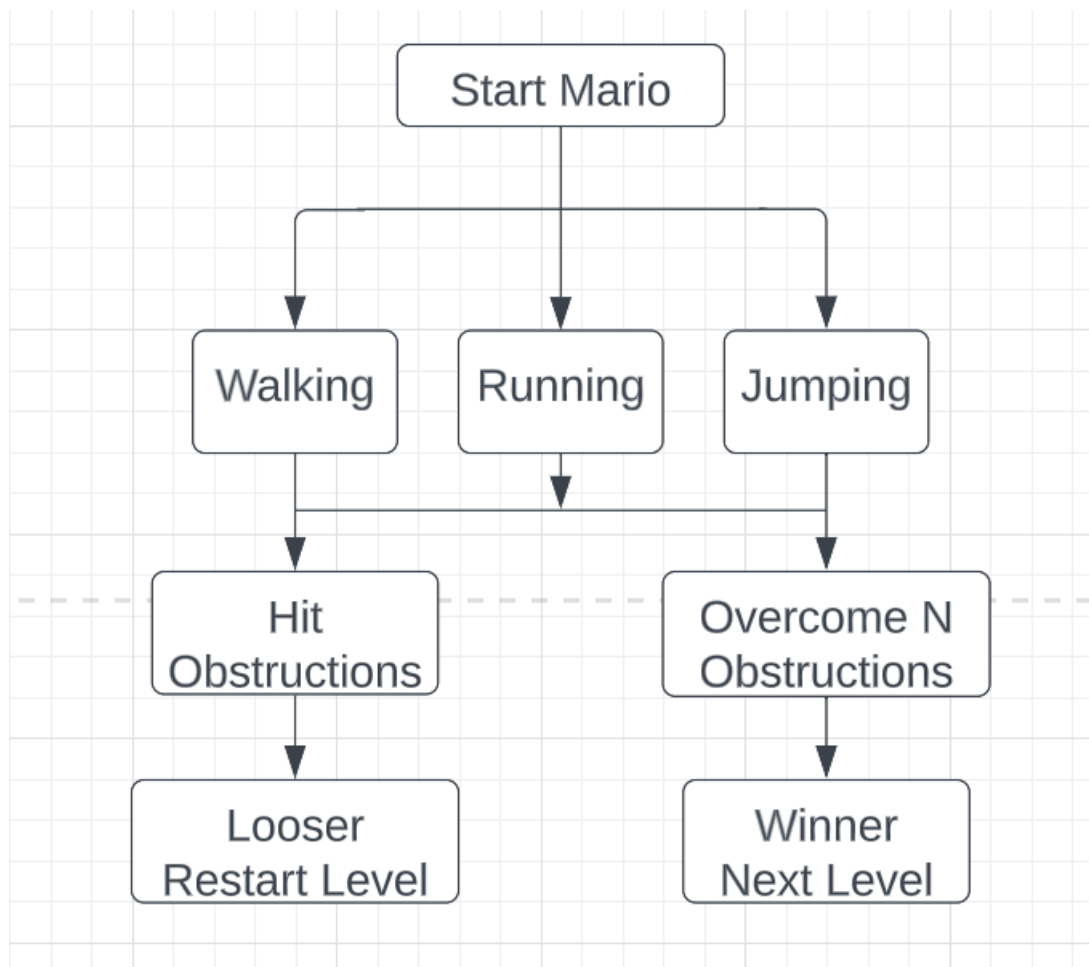 Start Mario
Walking
Running
Jumping
Hit
Obstructions
Overcome N
Obstructions
Looser
Restart Level
Winner
Next Level